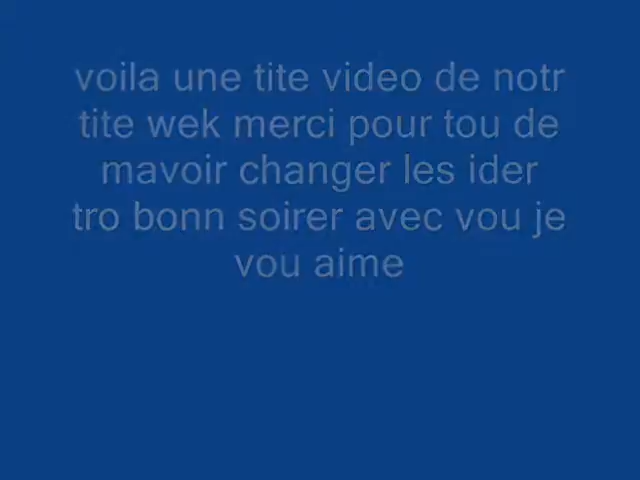 voila une tite video de notr
tite wek merci pour tou de
mavoir changer les ider
tro bonn soirer avec vou je
vou aime